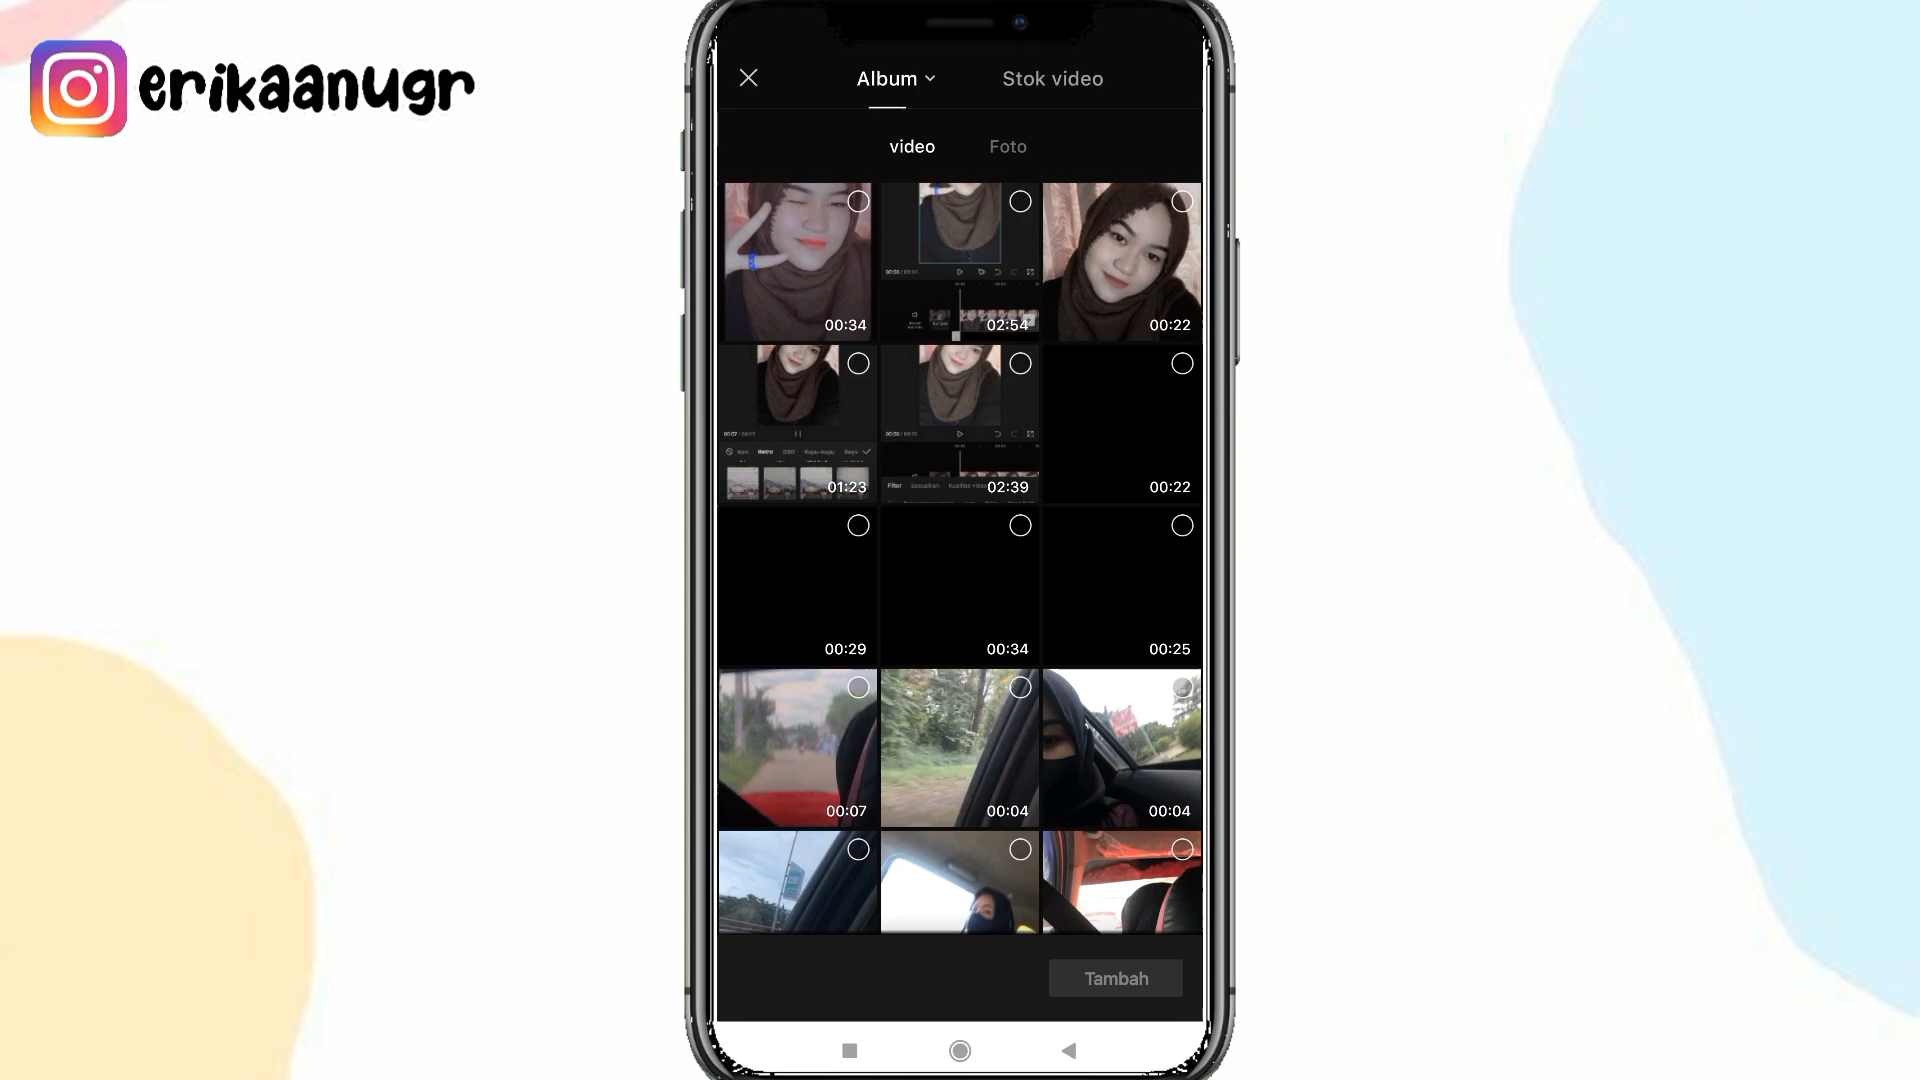 erikaanugr
Album Stok video
video Foto
00:34 02:54 00:22
01:23 02:39 00:22
00:29 00:34 00:25
00:07 00:04 00:04
Tambah